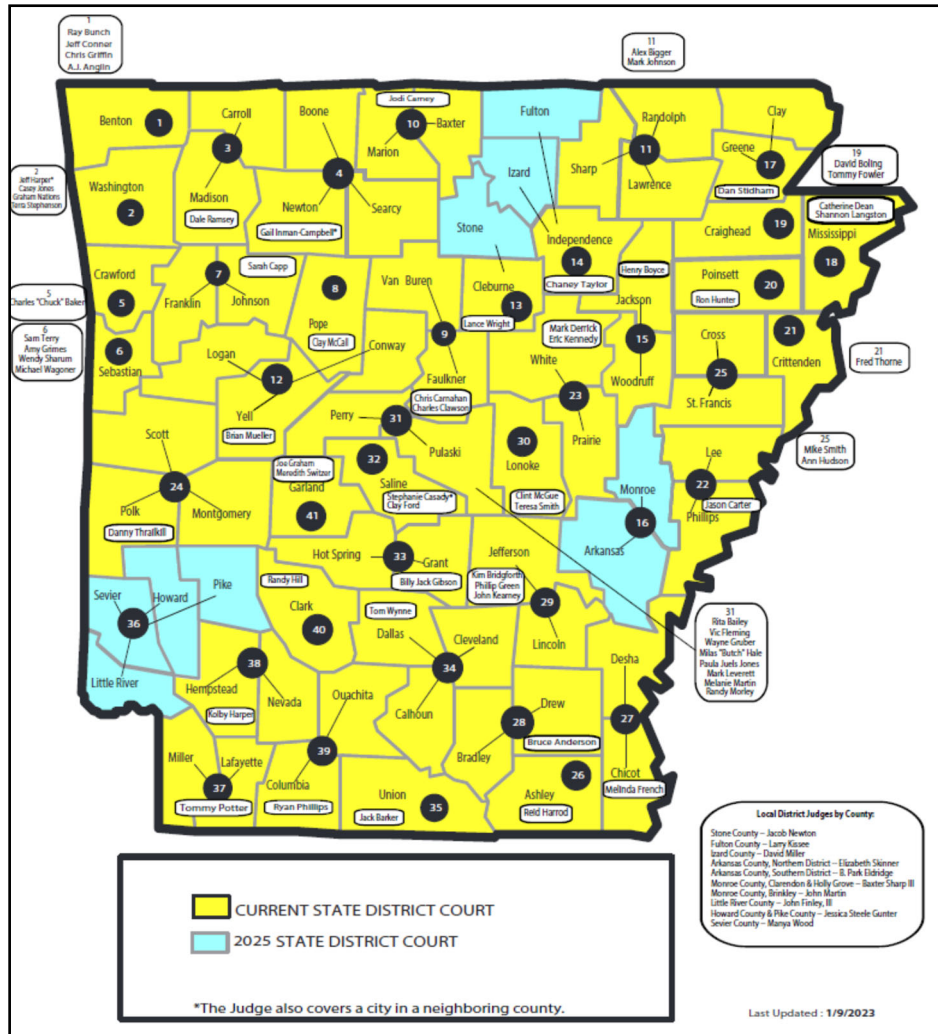 1
Ray Bunch
Jeff Conner
Chris Griffin
A.J. Anglin
11
Alex Bigger
Mark Johnson
Jodi Carney
Benton
1
Carroll
3
Madison
Dale Ramsey
Boone
4
Newton
Searcy
Gail Inman-Campbell*
10
Baxter
Marion
Fulton
Izard
Stone
Sharp
Randolph
11
Lawrence
Clay
Greene
17
Dan Stidham
19
David Boling
Tommy Fowler
2
Jeff Harper*
Casey Jones
Graham Nations
Terra Stephenson
Washington
2
Independence
14
Chaney Taylor
Craighead
19
Catherine Dean
Shannon Langston
Mississippi
18
Crawford
5
5
Charles "Chuck" Baker
Sarah Capp
7
Franklin
Johnson
8
Pope
Clay McCall
Van Buren
9
Faulkner
Chris Carnahan
Charles Clawson
Cleburne
13
Lance Wright
Henry Boyce
Jackson
15
Woodruff
Poinsett
20
Ron Hunter
6
Sam Terry
Amy Grimes
Wendy Sharum
Michael Wagoner
6
Sebastian
Logan
12
Yell
Brian Mueller
Conway
Mark Derrick
Eric Kennedy
White
23
Prairie
Cross
25
St. Francis
21
Crittenden
21
Fred Thorne
Perry
31
Pulaski
Scott
24
Polk
Montgomery
Danny Thrailkill
Joe Graham
Meredith Switzer
Garland
41
32
Saline
Stephanie Casady*
Clay Ford
30
Lonoke
Clint McGue
Teresa Smith
Monroe
16
Arkansas
Lee
22
Jason Carter
Phillips
25
Mike Smith
Ann Hudson
Hot Spring
33
Grant
Billy Jack Gibson
Jefferson
Kim Bridgforth
Phillip Green
John Kearney
29
Lincoln
Sevier
Howard
36
Pike
Little River
Randy Hill
Clark
40
Tom Wynne
Dallas
Cleveland
34
Calhoun
31
Rita Bailey
Vic Fleming
Wayne Gruber
Milas "Butch" Hale
Paula Juels Jones
Mark Leverett
Melanie Martin
Randy Morley
38
Hempstead
Nevada
Kolby Harper
Ouachita
39
Columbia
Ryan Phillips
Drew
28
Bradley
Bruce Anderson
Desha
27
Chicot
Melinda French
Miller
Lafayette
37
Tommy Potter
Union
35
Jack Barker
26
Ashley
Reid Harrod
Local District Judges by County:
Stone County -- Jacob Newton
Fulton County -- Larry Kissee
Izard County -- David Miller
Arkansas County, Northern District -- Elizabeth Skinner
Arkansas County, Southern District -- B. Park Eldridge
Monroe County, Clarendon & Holly Grove -- Baxter Sharp III
Monroe County, Brinkley -- John Martin
Little River County -- John Finley, III
Howard County & Pike County -- Jessica Steele Gunter
Sevier County -- Manya Wood
CURRENT STATE DISTRICT COURT
2025 STATE DISTRICT COURT
*The Judge also covers a city in a neighboring county.
Last Updated : 1/9/2023